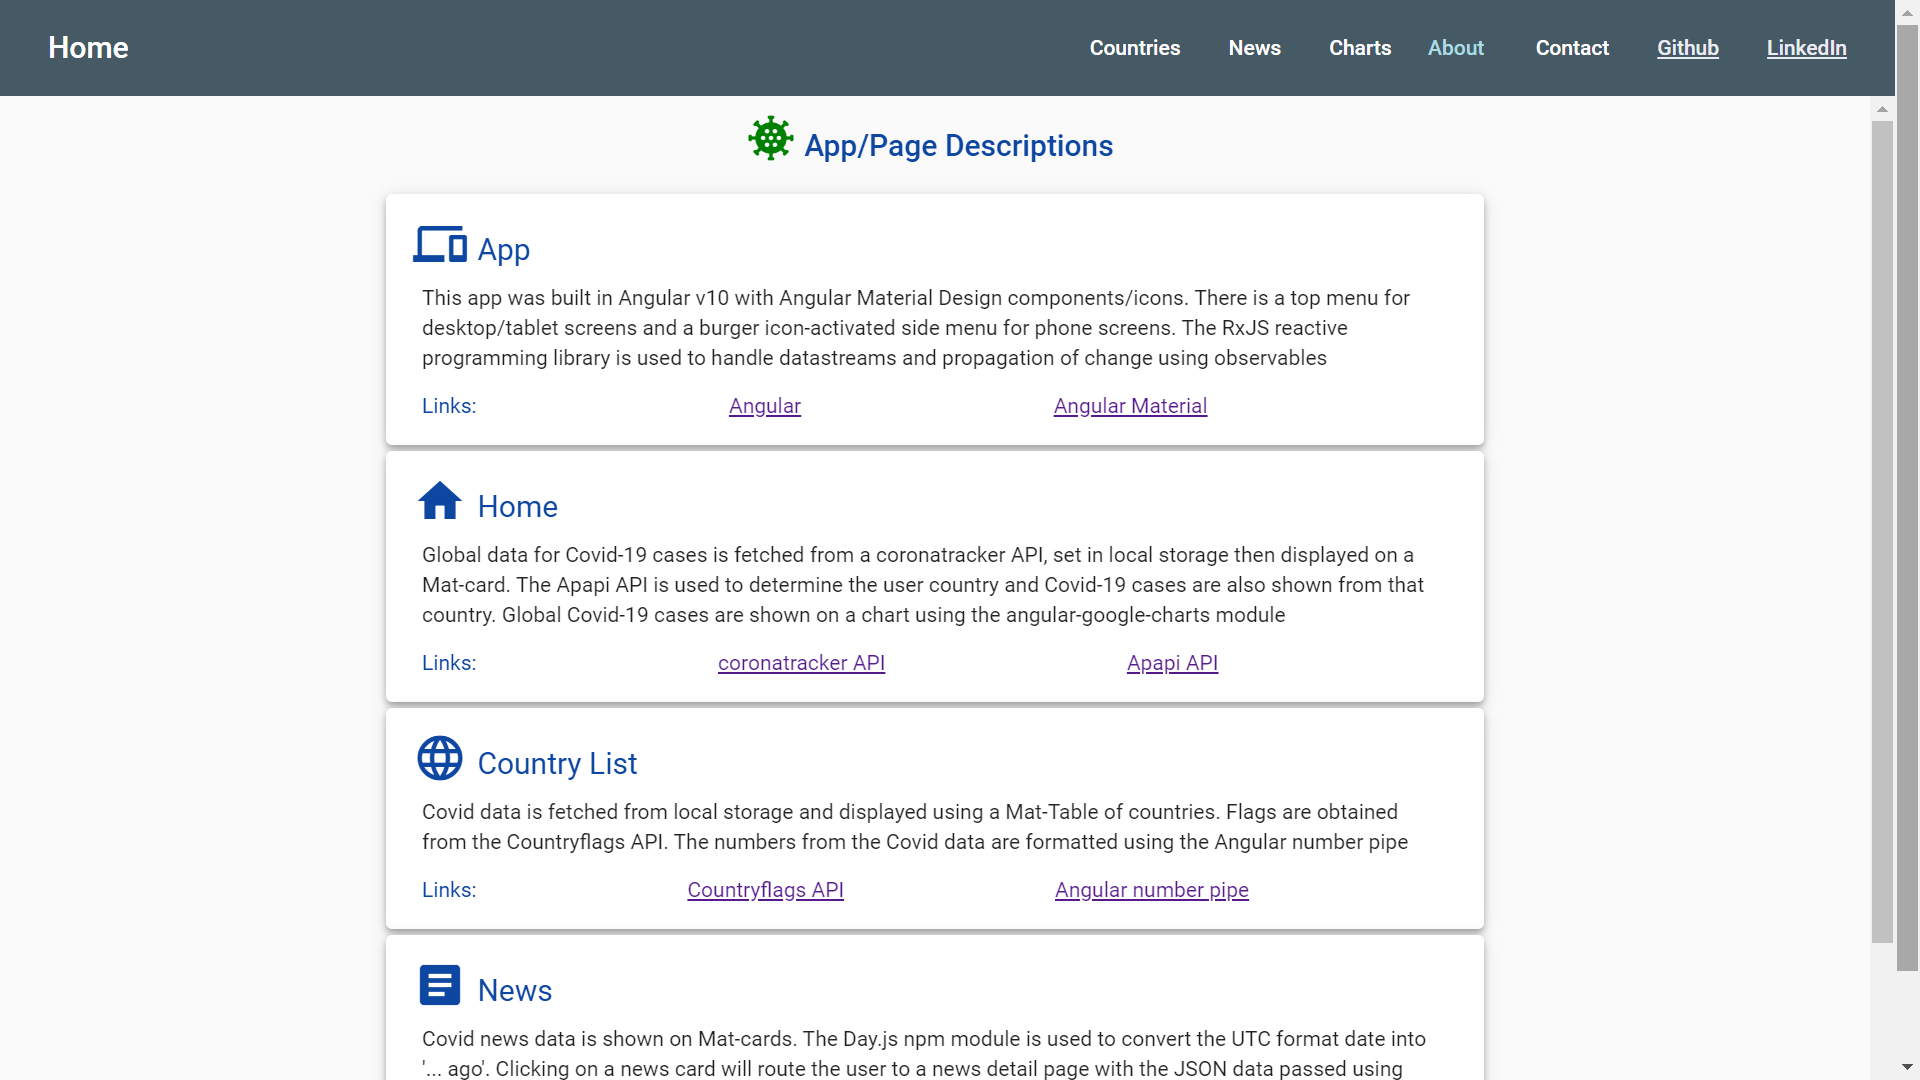 Home Countries News Charts About Contact Github LinkedIn
App/Page Descriptions
App
This app was built in Angular v10 with Angular Material Design components/icons. There is a top menu for
desktop/tablet screens and a burger icon-activated side menu for phone screens. The RxJS reactive
programming library is used to handle datastreams and propagation of change using observables
Links: Angular Angular Material
Home
Global data for Covid-19 cases is fetched from a coronatracker API, set in local storage then displayed on a
Mat-card. The Apapi API is used to determine the user country and Covid-19 cases are also shown from that
country. Global Covid-19 cases are shown on a chart using the angular-google-charts module
Links: coronatracker API Apapi API
Country List
Covid data is fetched from local storage and displayed using a Mat-Table of countries. Flags are obtained
from the Countryflags API. The numbers from the Covid data are formatted using the Angular number pipe
Links: Countryflags API Angular number pipe
News
Covid news data is shown on Mat-cards. The Day.js npm module is used to convert the UTC format date into
'... ago'. Clicking on a news card will route the user to a news detail page with the JSON data passed using